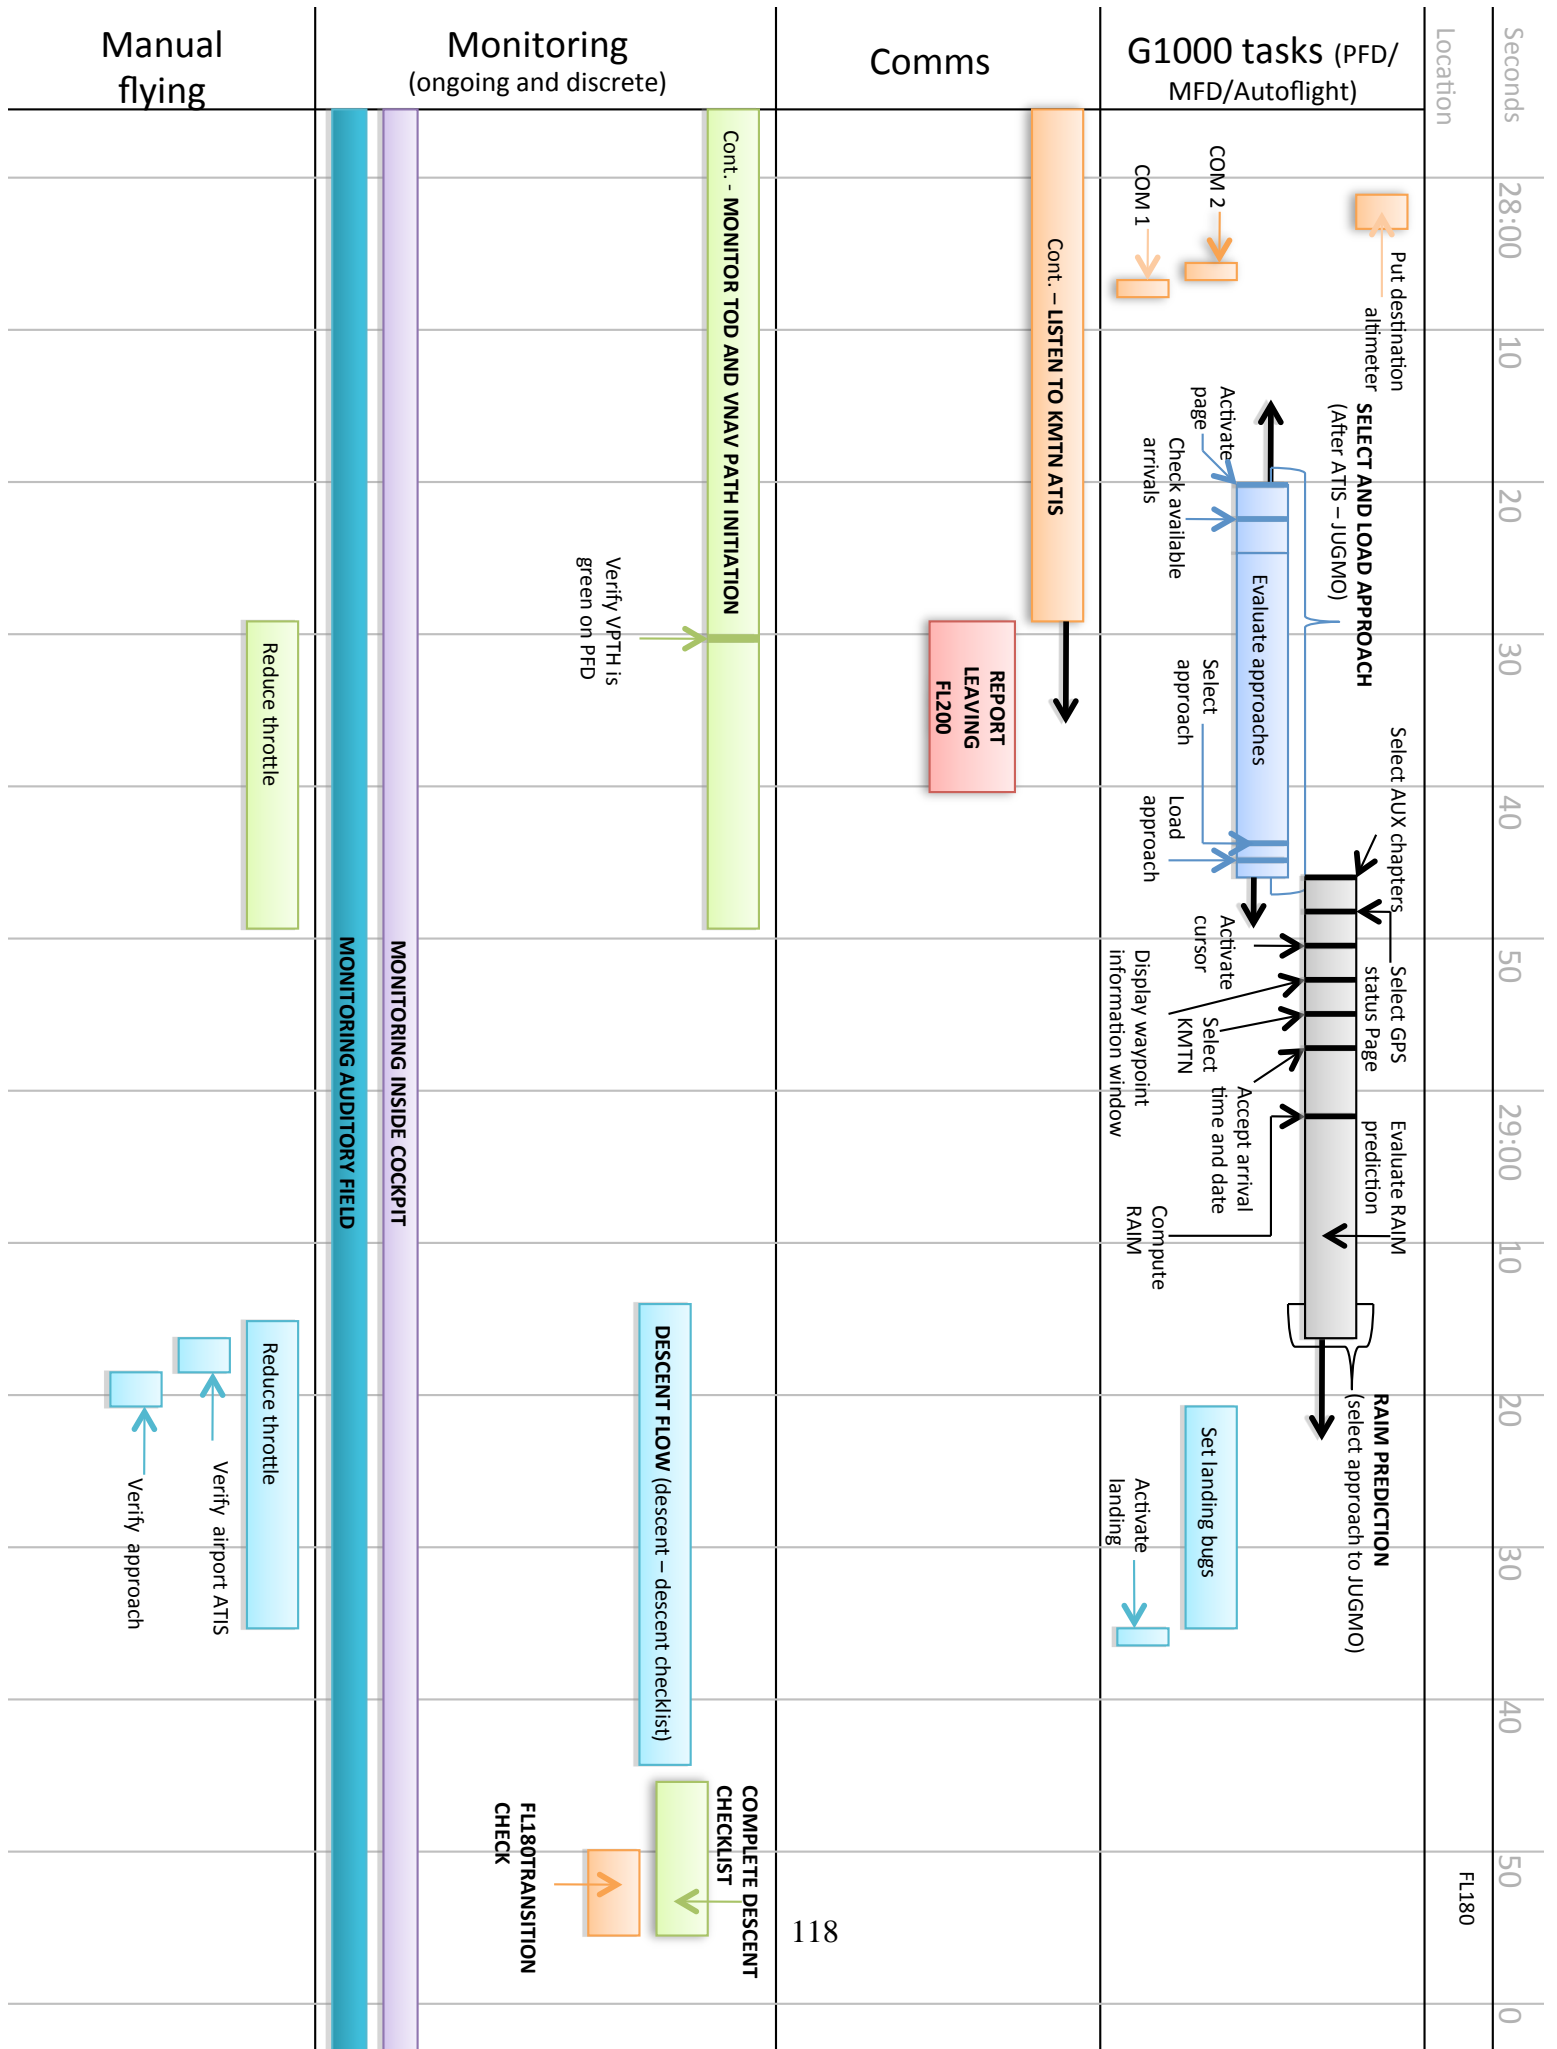 Seconds
28:00
10
20
30
40
50
29:00
10
20
30
40
50
0
Location
FL180
G1000 tasks (PFD/
MFD/Autoflight)
Put destination
altimeter
COM 2
COM 1
SELECT AND LOAD APPROACH
(After ATIS – JUGMO)
Activate
page
Check available
arrivals
Evaluate approaches
Select
approach
Load
approach
Select AUX chapters
Select GPS
status Page
Activate
cursor
Display waypoint
information window
Select
KMTN
Accept arrival
time and date
Evaluate RAIM
prediction
Compute
RAIM
RAIM PREDICTION
(select approach to JUGMO)
Set landing bugs
Activate
landing
Comms
Cont. – LISTEN TO KMTN ATIS
REPORT
LEAVING
FL200
Monitoring
(ongoing and discrete)
Cont. - MONITOR TOD AND VNAV PATH INITIATION
Verify VPTH is
green on PFD
DESCENT FLOW (descent – descent checklist)
COMPLETE DESCENT
CHECKLIST
FL180TRANSITION
CHECK
MONITORING INSIDE COCKPIT
MONITORING AUDITORY FIELD
Manual
flying
Reduce throttle
Reduce throttle
Verify airport ATIS
Verify approach
118